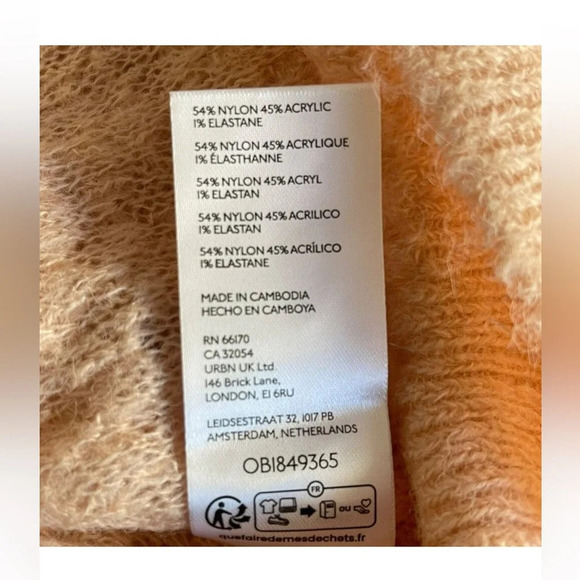 54% NYLON 45% ACRYLIC
1% ELASTANE
54% NYLON 45% ACRYLIQUE
1% ÉLASTHANNE
54% NYLON 45% ACRYL
1% ELASTAN
54% NYLON 45% ACRILICO
1% ELASTAN
54% NYLON 45% ACRÍLICO
1% ELASTANE
MADE IN CAMBODIA
HECHO EN CAMBOYA
RN 66170
CA 32054
URBN UK Ltd.
146 Brick Lane,
LONDON, E1 6RU
LEIDSESTRAAT 32, 1017 PB
AMSTERDAM, NETHERLANDS
OB1849365
FR
OU
quefairedemesdechets.fr